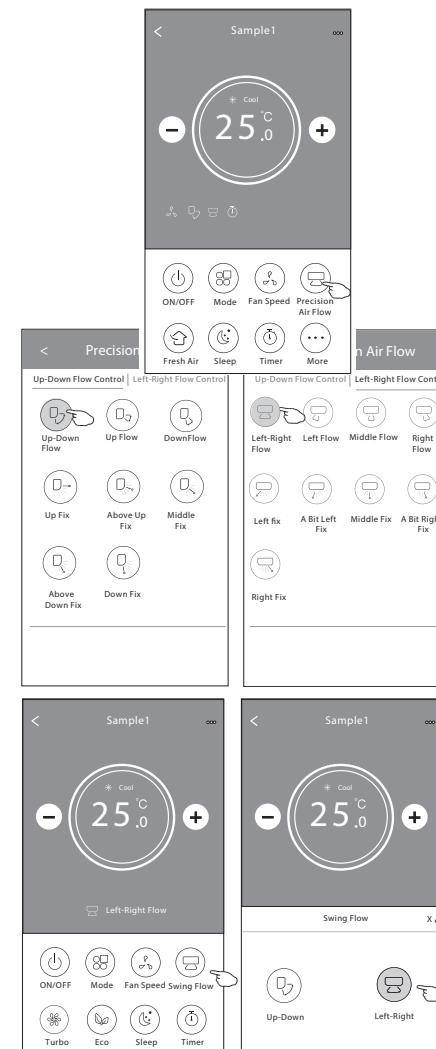 Sample1
Cool
25.0 °C
ON/OFF Mode Fan Speed Precision Air Flow
Fresh Air Sleep Timer More
Precision
Up-Down Flow Control Left-Right Flow Control
Up-Down Flow
Up Flow
DownFlow
Up Fix
Above Up Fix
Middle Fix
Above Down Fix
Down Fix
n Air Flow
Up-Down Flow Control Left-Right Flow Cont
Left-Right Flow
Left Flow
Middle Flow
Right Flow
Left fix
A Bit Left Fix
Middle Fix
A Bit Righ Fix
Right Fix
Sample1
Cool
25.0 °C
Left-Right Flow
ON/OFF Mode Fan Speed Swing Flow
Turbo Eco Sleep Timer
Sample1
Cool
25.0 °C
Swing Flow X
Up-Down Left-Right